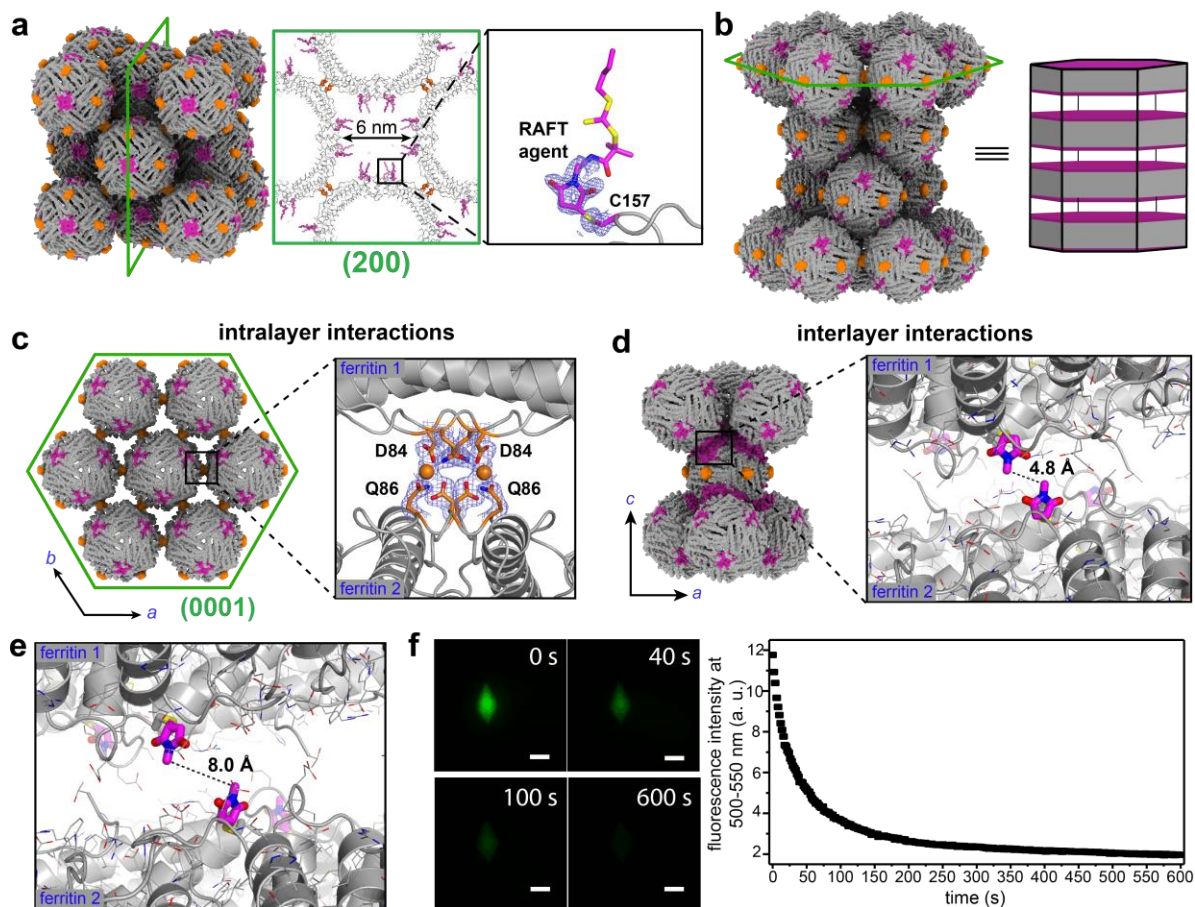 a
6 nm
(200)
RAFT
agent
C157
b
c
intralayer interactions
b
a
(0001)
ferritin 1
D84
D84
Q86
Q86
ferritin 2
interlayer interactions
d
c
a
ferritin 1
4.8 Å
ferritin 2
e
ferritin 1
8.0 Å
ferritin 2
f
0 s
40 s
100 s
600 s
fluorescence intensity at
500-550 nm (a. u.)
12
10
8
6
4
2
0 50 100 150 200 250 300 350 400 450 500 550 600
time (s)